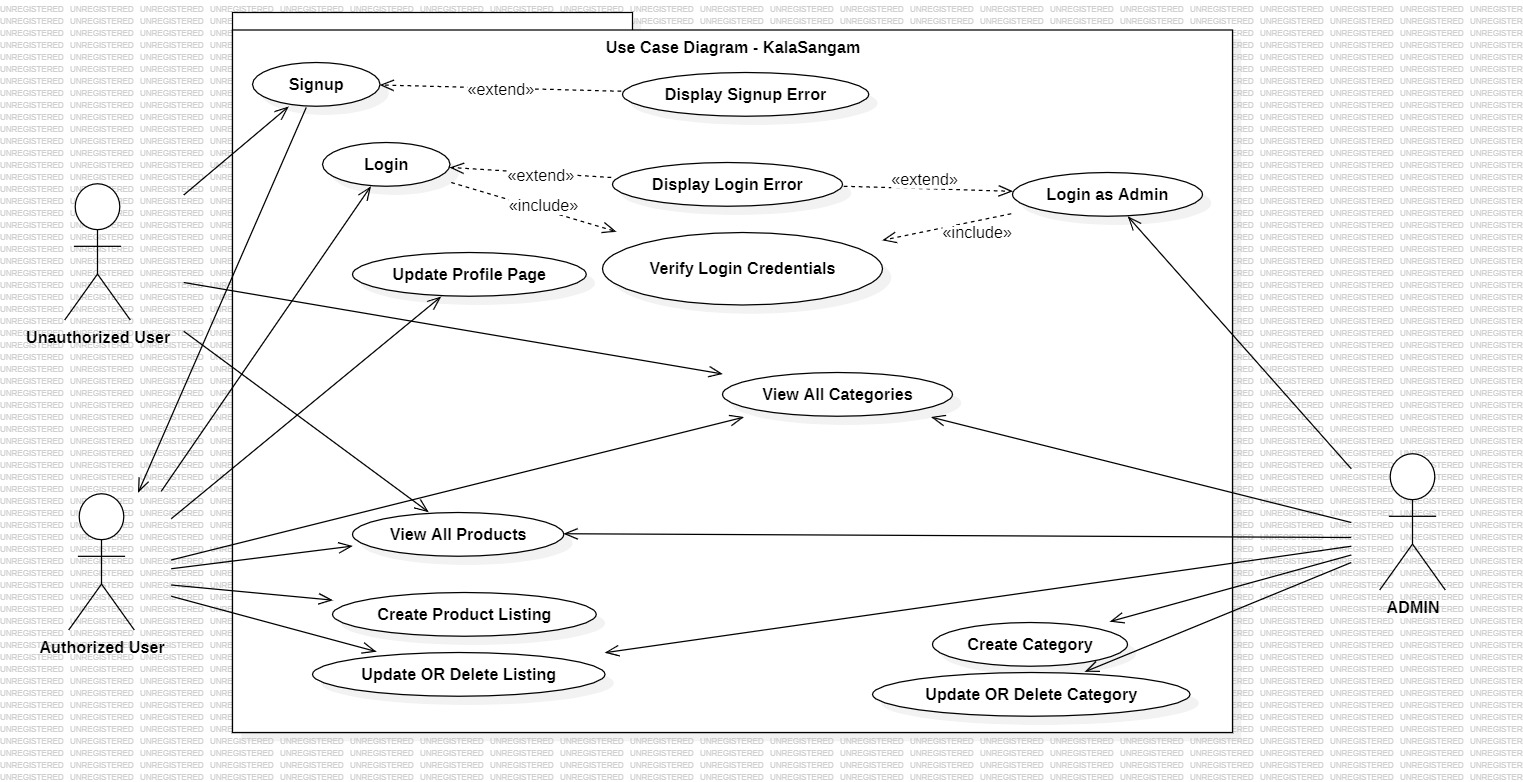 Use Case Diagram - KalaSangam
Signup
«extend»
Display Signup Error
Login
«extend»
Display Login Error
«extend»
Login as Admin
«include»
«include»
Update Profile Page
Verify Login Credentials
Unauthorized User
View All Categories
View All Products
Create Product Listing
ADMIN
Authorized User
Create Category
Update OR Delete Listing
Update OR Delete Category
UNREGISTERED